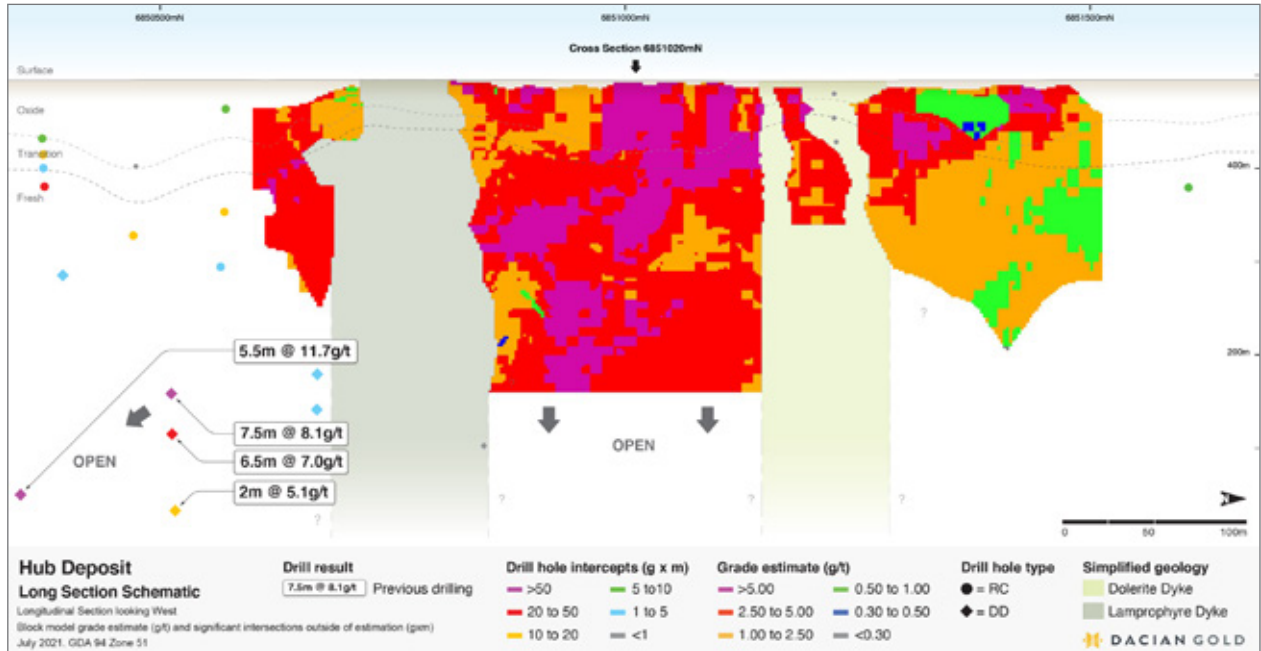 6850500mN
6851000mN
6851500mN
Cross Section 6851020mN
Surface
Oxide
Transition
Fresh
400m
200m
5.5m @ 11.7g/t
7.5m @ 8.1g/t
6.5m @ 7.0g/t
2m @ 5.1g/t
OPEN
OPEN
?
?
?
?
?
0 50 100m
Hub Deposit
Long Section Schematic
Longitudinal Section looking West
Block model grade estimate (g/t) and significant intersections outside of estimation (gxm)
July 2021. GDA 94 Zone 51
Drill result
7.5m @ 8.1g/t Previous drilling
Drill hole intercepts (g x m)
>50
20 to 50
10 to 20
5 to10
1 to 5
<1
Grade estimate (g/t)
>5.00
2.50 to 5.00
1.00 to 2.50
0.50 to 1.00
0.30 to 0.50
<0.30
Drill hole type
= RC
= DD
Simplified geology
Dolerite Dyke
Lamprophyre Dyke
DACIAN GOLD